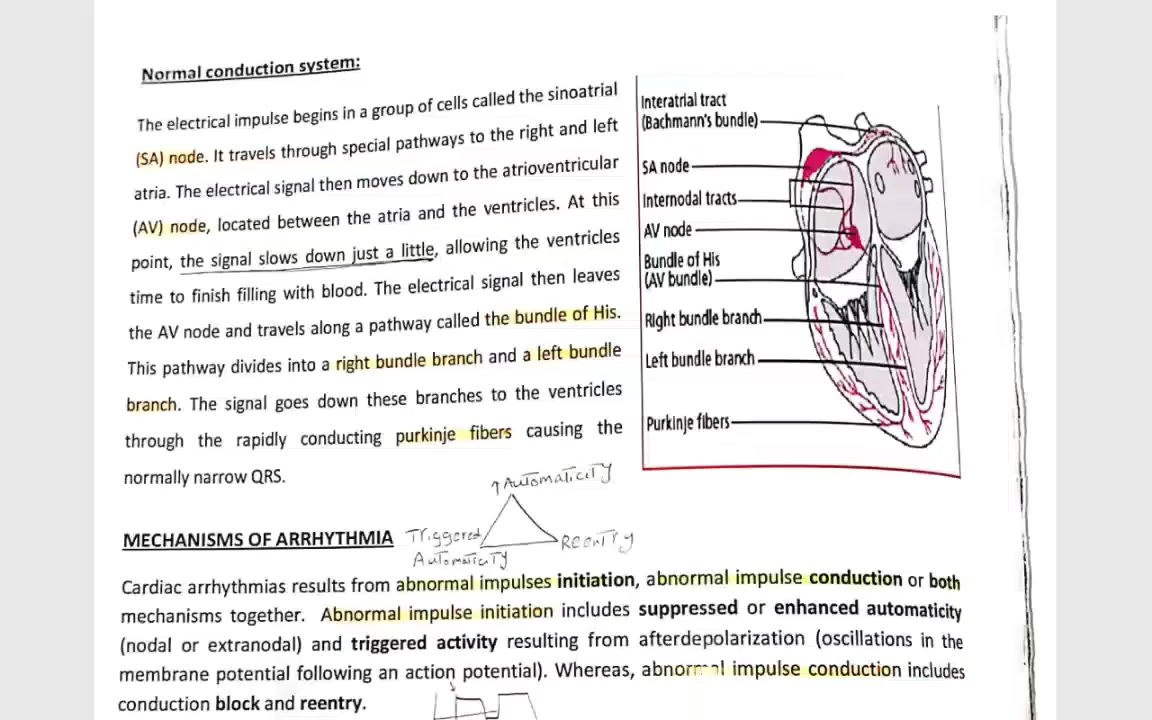 Normal conduction system:
The electrical impulse begins in a group of cells called the sinoatrial
(SA) node. It travels through special pathways to the right and left
atria. The electrical signal then moves down to the atrioventricular
(AV) node, located between the atria and the ventricles. At this
point, the signal slows down just a little, allowing the ventricles
time to finish filling with blood. The electrical signal then leaves
the AV node and travels along a pathway called the bundle of His.
This pathway divides into a right bundle branch and a left bundle
branch. The signal goes down these branches to the ventricles
through the rapidly conducting purkinje fibers causing the
normally narrow QRS.
Interatrial tract
(Bachmann's bundle)
SA node
Internodal tracts
AV node
Bundle of His
(AV bundle)
Right bundle branch
Left bundle branch
Purkinje fibers
↑ Automaticity
MECHANISMS OF ARRHYTHMIA
Triggered
Automaticity
Reentry
Cardiac arrhythmias results from abnormal impulses initiation, abnormal impulse conduction or both
mechanisms together. Abnormal impulse initiation includes suppressed or enhanced automaticity
(nodal or extranodal) and triggered activity resulting from afterdepolarization (oscillations in the
membrane potential following an action potential). Whereas, abnormal impulse conduction includes
conduction block and reentry.